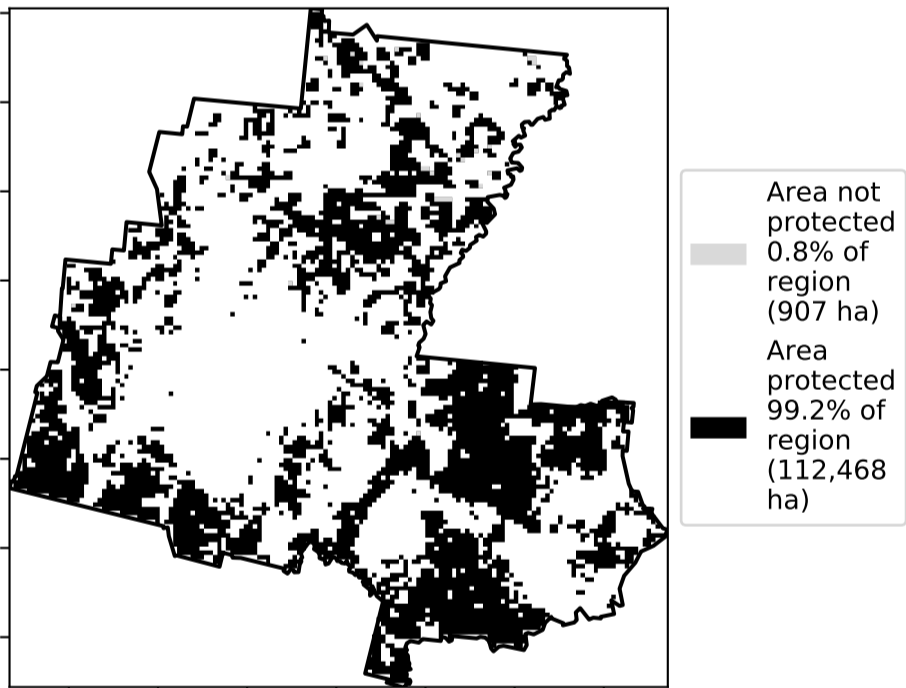 Area not
protected
0.8% of
region
(907 ha)
Area
protected
99.2% of
region
(112,468
ha)